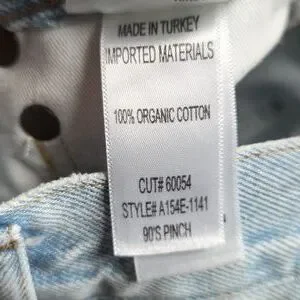 MADE IN TURKEY
IMPORTED MATERIALS
100% ORGANIC COTTON
CUT# 60054
STYLE# A154E-1141
90'S PINCH